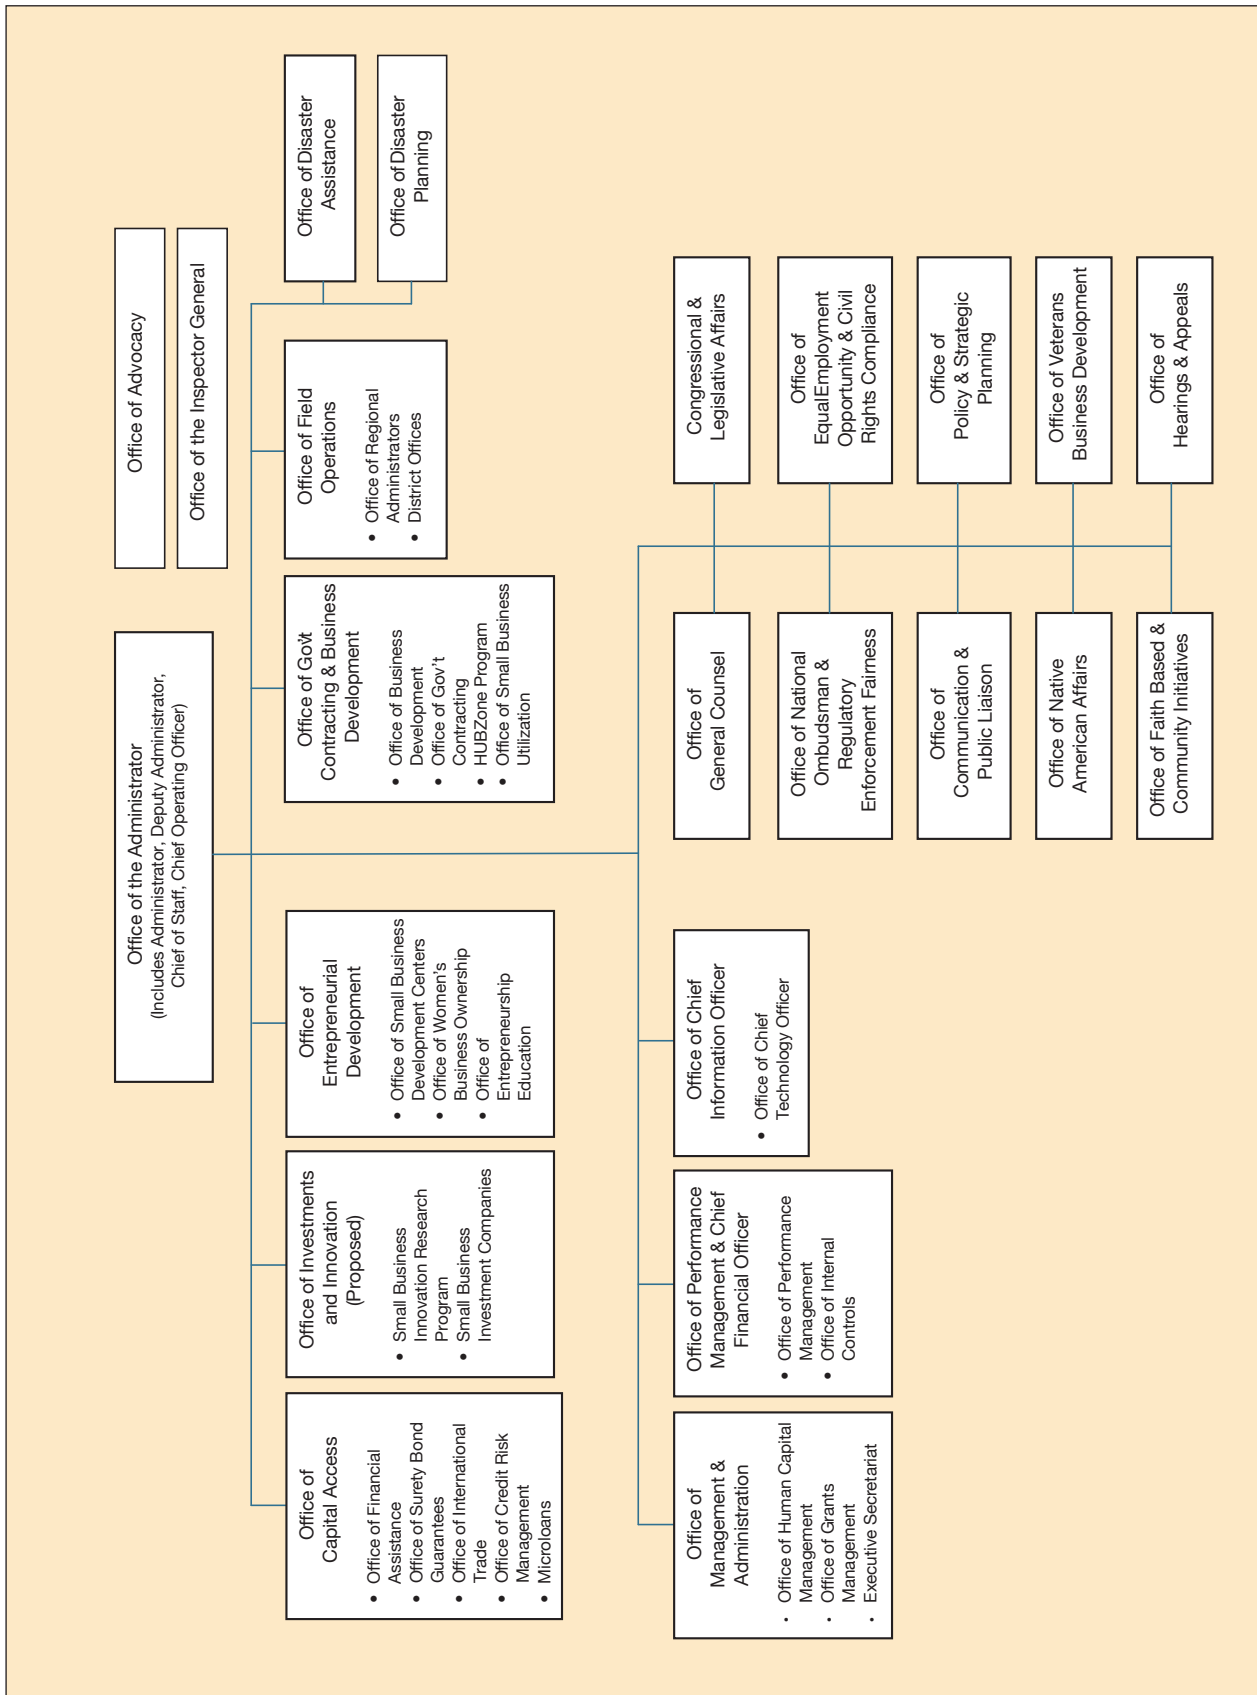 Office of the Administrator
(Includes Administrator, Deputy Administrator,
Chief of Staff, Chief Operating Officer)
Office of Advocacy
Office of the Inspector General
Office of
Capital Access
• Office of Financial
Assistance
• Office of Surety Bond
Guarantees
• Office of International
Trade
• Office of Credit Risk
Management
• Microloans
Office of Investments
and Innovation
(Proposed)
• Small Business
Innovation Research
Program
• Small Business
Investment Companies
Office of
Entrepreneurial
Development
• Office of Small Business
Development Centers
• Office of Women's
Business Ownership
• Office of
Entrepreneurship
Education
Office of Gov't
Contracting & Business
Development
• Office of Business
Development
• Office of Gov't
Contracting
• HUBZone Program
• Office of Small Business
Utilization
Office of Field
Operations
• Office of Regional
Administrators
• District Offices
Office of Disaster
Assistance
Office of Disaster
Planning
Office of
Management &
Administration
• Office of Human Capital
Management
• Office of Grants
Management
• Executive Secretariat
Office of Performance
Management & Chief
Financial Officer
• Office of Performance
Management
• Office of Internal
Controls
Office of Chief
Information Officer
• Office of Chief
Technology Officer
Office of
General Counsel
Congressional &
Legislative Affairs
Office of National
Ombudsman &
Regulatory
Enforcement Fairness
Office of
Equal Employment
Opportunity & Civil
Rights Compliance
Office of
Communication &
Public Liaison
Office of
Policy & Strategic
Planning
Office of Native
American Affairs
Office of Veterans
Business Development
Office of Faith Based &
Community Initiatives
Office of
Hearings & Appeals